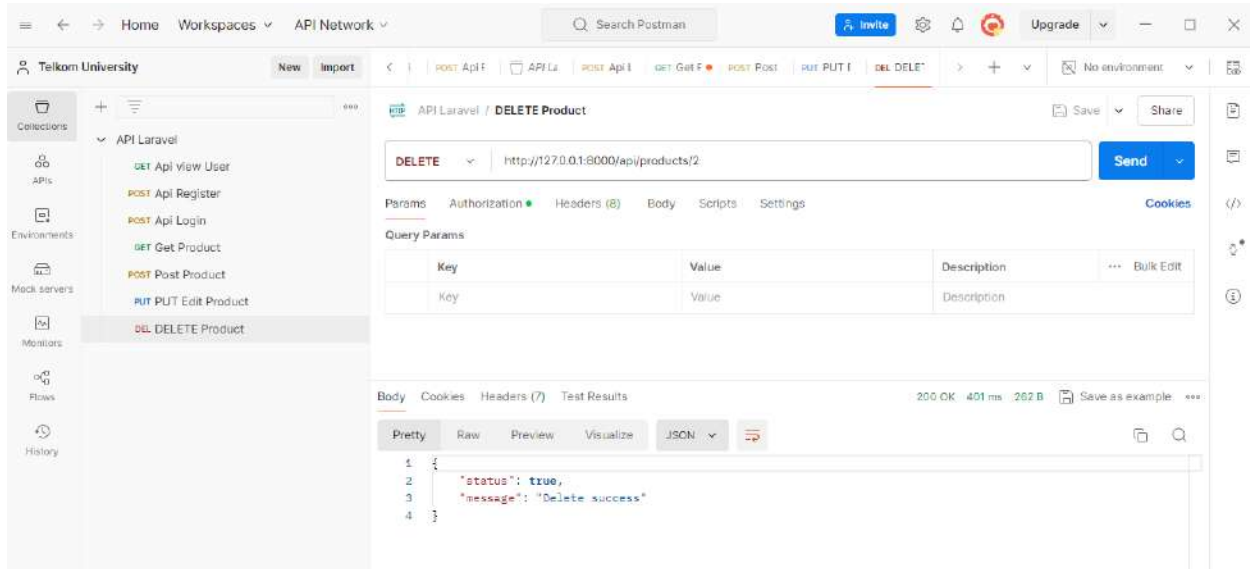 Home Workspaces API Network Search Postman Invite Upgrade
Telkom University New Import POST Api F API La POST Api L GET Get F POST Post PUT PUT E DEL DELE No environment
Collections
APIs
Environments
Mock servers
Monitors
Flows
History
API Laravel
GET Api view User
POST Api Register
POST Api Login
GET Get Product
POST Post Product
PUT PUT Edit Product
DEL DELETE Product
HTTP API Laravel / DELETE Product Save Share
DELETE http://127.0.0.1:8000/api/products/2 Send
Params Authorization Headers (8) Body Scripts Settings Cookies
Query Params
Key Value Description Bulk Edit
Key Value Description
Body Cookies Headers (7) Test Results 200 OK 401 ms 262 B Save as example
Pretty Raw Preview Visualize JSON
1 {
2 "status": true,
3 "message": "Delete success"
4 }